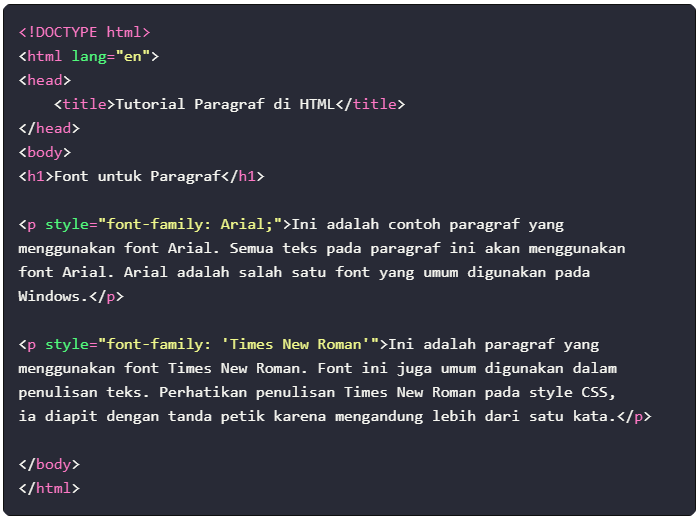 <!DOCTYPE html>
<html lang="en">
<head>
    <title>Tutorial Paragraf di HTML</title>
</head>
<body>
<h1>Font untuk Paragraf</h1>

<p style="font-family: Arial;">Ini adalah contoh paragraf yang
menggunakan font Arial. Semua teks pada paragraf ini akan menggunakan
font Arial. Arial adalah salah satu font yang umum digunakan pada
Windows.</p>

<p style="font-family: 'Times New Roman'">Ini adalah paragraf yang
menggunakan font Times New Roman. Font ini juga umum digunakan dalam
penulisan teks. Perhatikan penulisan Times New Roman pada style CSS,
ia diapit dengan tanda petik karena mengandung lebih dari satu kata.</p>

</body>
</html>